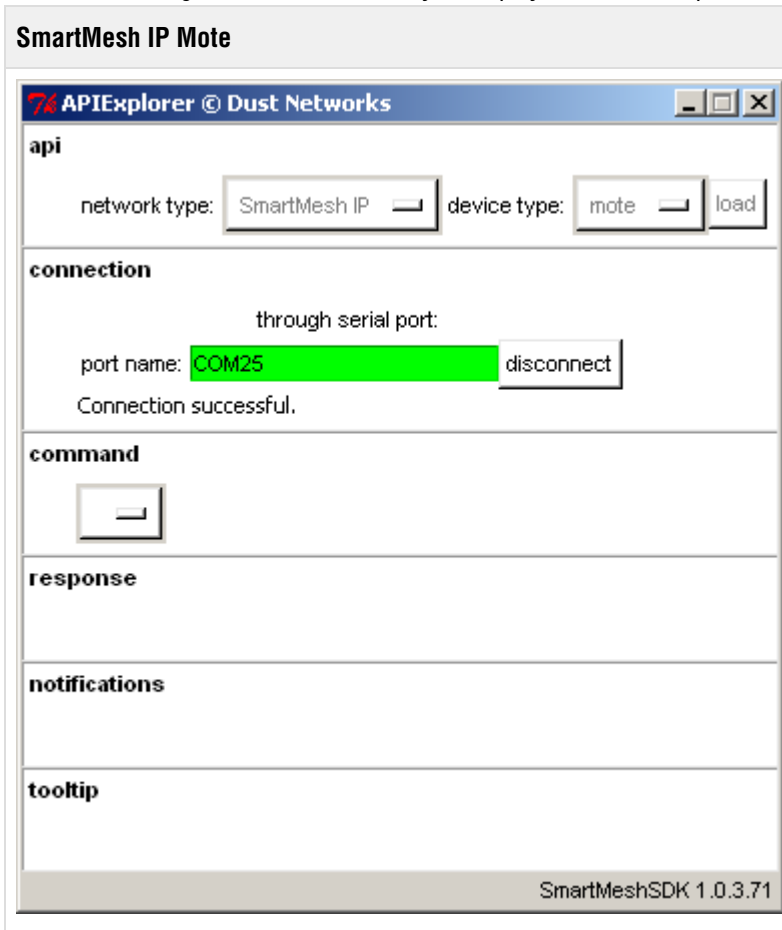 SmartMesh IP Mote
APIExplorer © Dust Networks
api
network type: SmartMesh IP device type: mote load
connection
through serial port:
port name: COM25 disconnect
Connection successful.
command
response
notifications
tooltip
SmartMeshSDK 1.0.3.71